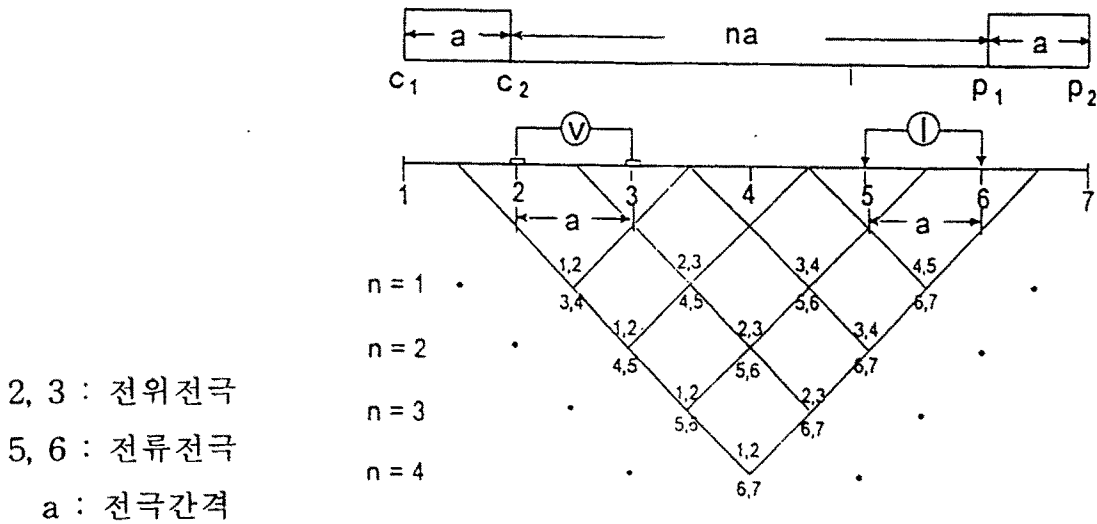 a na a
c₁ c₂ p₁ p₂
V I
1 2 3 4 5 6 7
a a
1,2 2,3 3,4 4,5
n = 1
3,4 4,5 5,6 6,7
1,2 2,3 3,4
n = 2
4,5 5,6 6,7
1,2 2,3
n = 3
5,6 6,7
1,2
n = 4
6,7
2, 3 : 전위전극
5, 6 : 전류전극
a : 전극간격